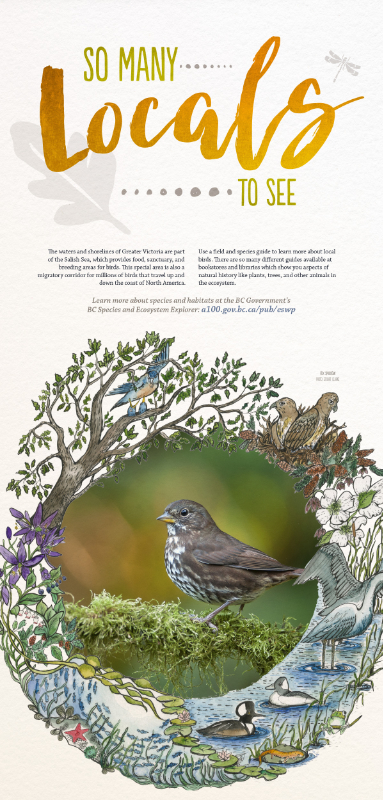 SO MANY
Locals
TO SEE
The waters and shorelines of Greater Victoria are part
of the Salish Sea, which provides food, sanctuary, and
breeding areas for birds. This special area is also a
migratory corridor for millions of birds that travel up and
down the coast of North America.
Use a field and species guide to learn more about local
birds. There are so many different guides available at
bookstores and libraries which show you aspects of
natural history like plants, trees, and other animals in
the ecosystem.
Learn more about species and habitats at the BC Government's
BC Species and Ecosystem Explorer: a100.gov.bc.ca/pub/eswp